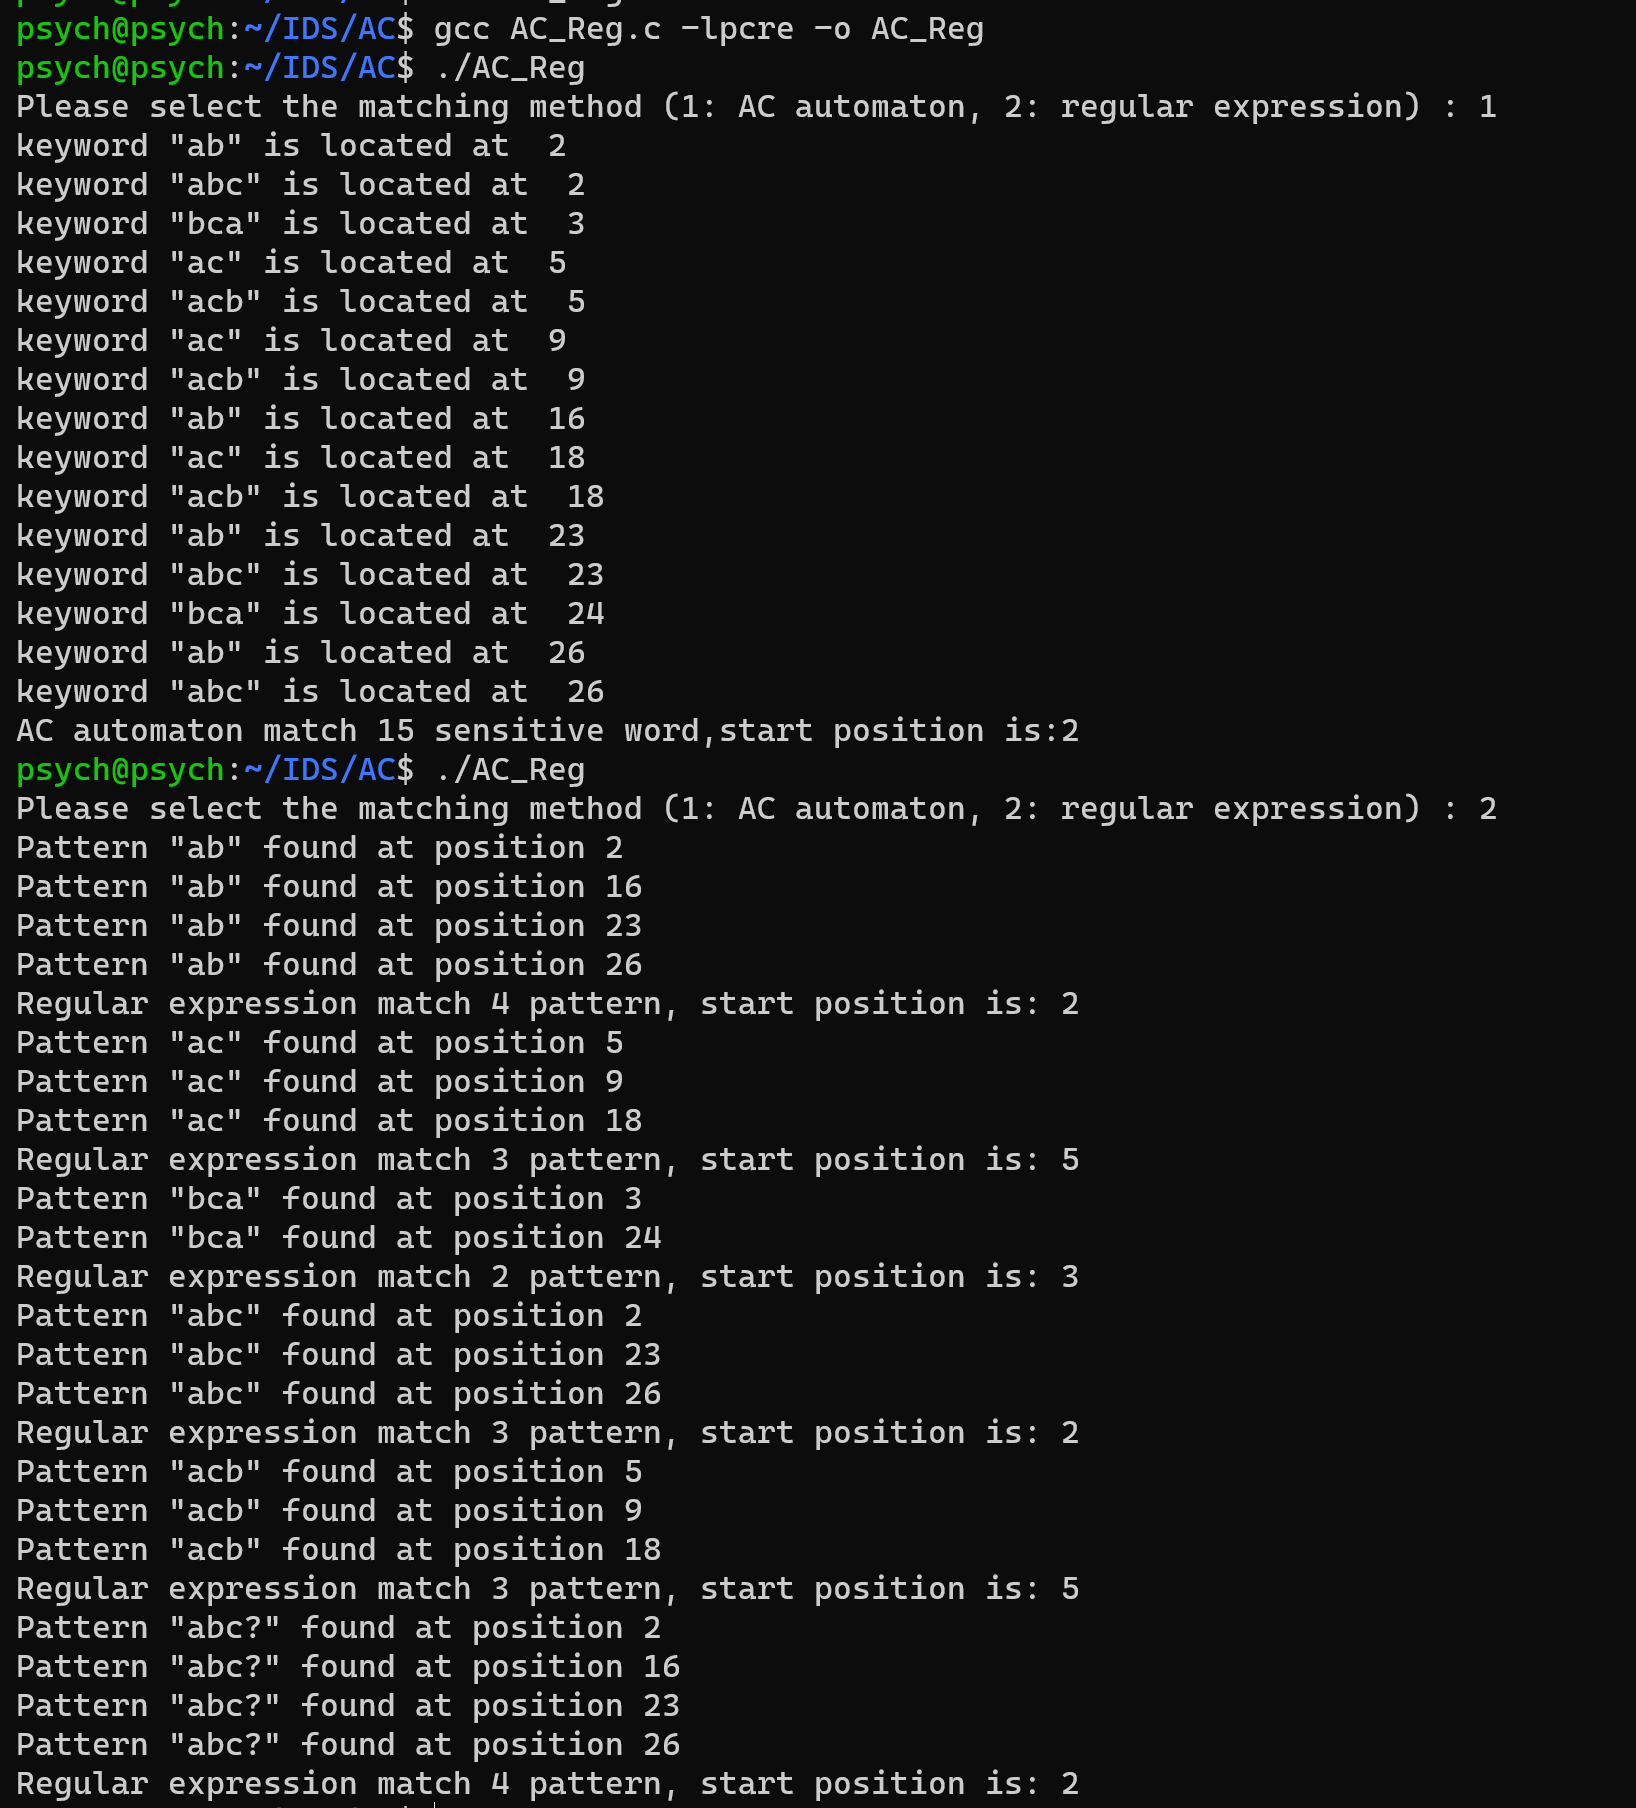 psych@psych:~/IDS/AC$ gcc AC_Reg.c -lpcre -o AC_Reg
psych@psych:~/IDS/AC$ ./AC_Reg
Please select the matching method (1: AC automaton, 2: regular expression) : 1
keyword "ab" is located at  2
keyword "abc" is located at  2
keyword "bca" is located at  3
keyword "ac" is located at  5
keyword "acb" is located at  5
keyword "ac" is located at  9
keyword "acb" is located at  9
keyword "ab" is located at  16
keyword "ac" is located at  18
keyword "acb" is located at  18
keyword "ab" is located at  23
keyword "abc" is located at  23
keyword "bca" is located at  24
keyword "ab" is located at  26
keyword "abc" is located at  26
AC automaton match 15 sensitive word,start position is:2
psych@psych:~/IDS/AC$ ./AC_Reg
Please select the matching method (1: AC automaton, 2: regular expression) : 2
Pattern "ab" found at position 2
Pattern "ab" found at position 16
Pattern "ab" found at position 23
Pattern "ab" found at position 26
Regular expression match 4 pattern, start position is: 2
Pattern "ac" found at position 5
Pattern "ac" found at position 9
Pattern "ac" found at position 18
Regular expression match 3 pattern, start position is: 5
Pattern "bca" found at position 3
Pattern "bca" found at position 24
Regular expression match 2 pattern, start position is: 3
Pattern "abc" found at position 2
Pattern "abc" found at position 23
Pattern "abc" found at position 26
Regular expression match 3 pattern, start position is: 2
Pattern "acb" found at position 5
Pattern "acb" found at position 9
Pattern "acb" found at position 18
Regular expression match 3 pattern, start position is: 5
Pattern "abc?" found at position 2
Pattern "abc?" found at position 16
Pattern "abc?" found at position 23
Pattern "abc?" found at position 26
Regular expression match 4 pattern, start position is: 2